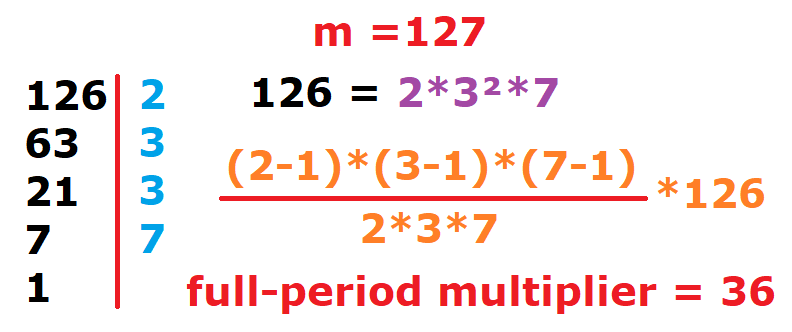 m =127
126 2
63 3
21 3
7 7
1
126 = 2*3²*7
(2-1)*(3-1)*(7-1)
2*3*7
*126
full-period multiplier = 36